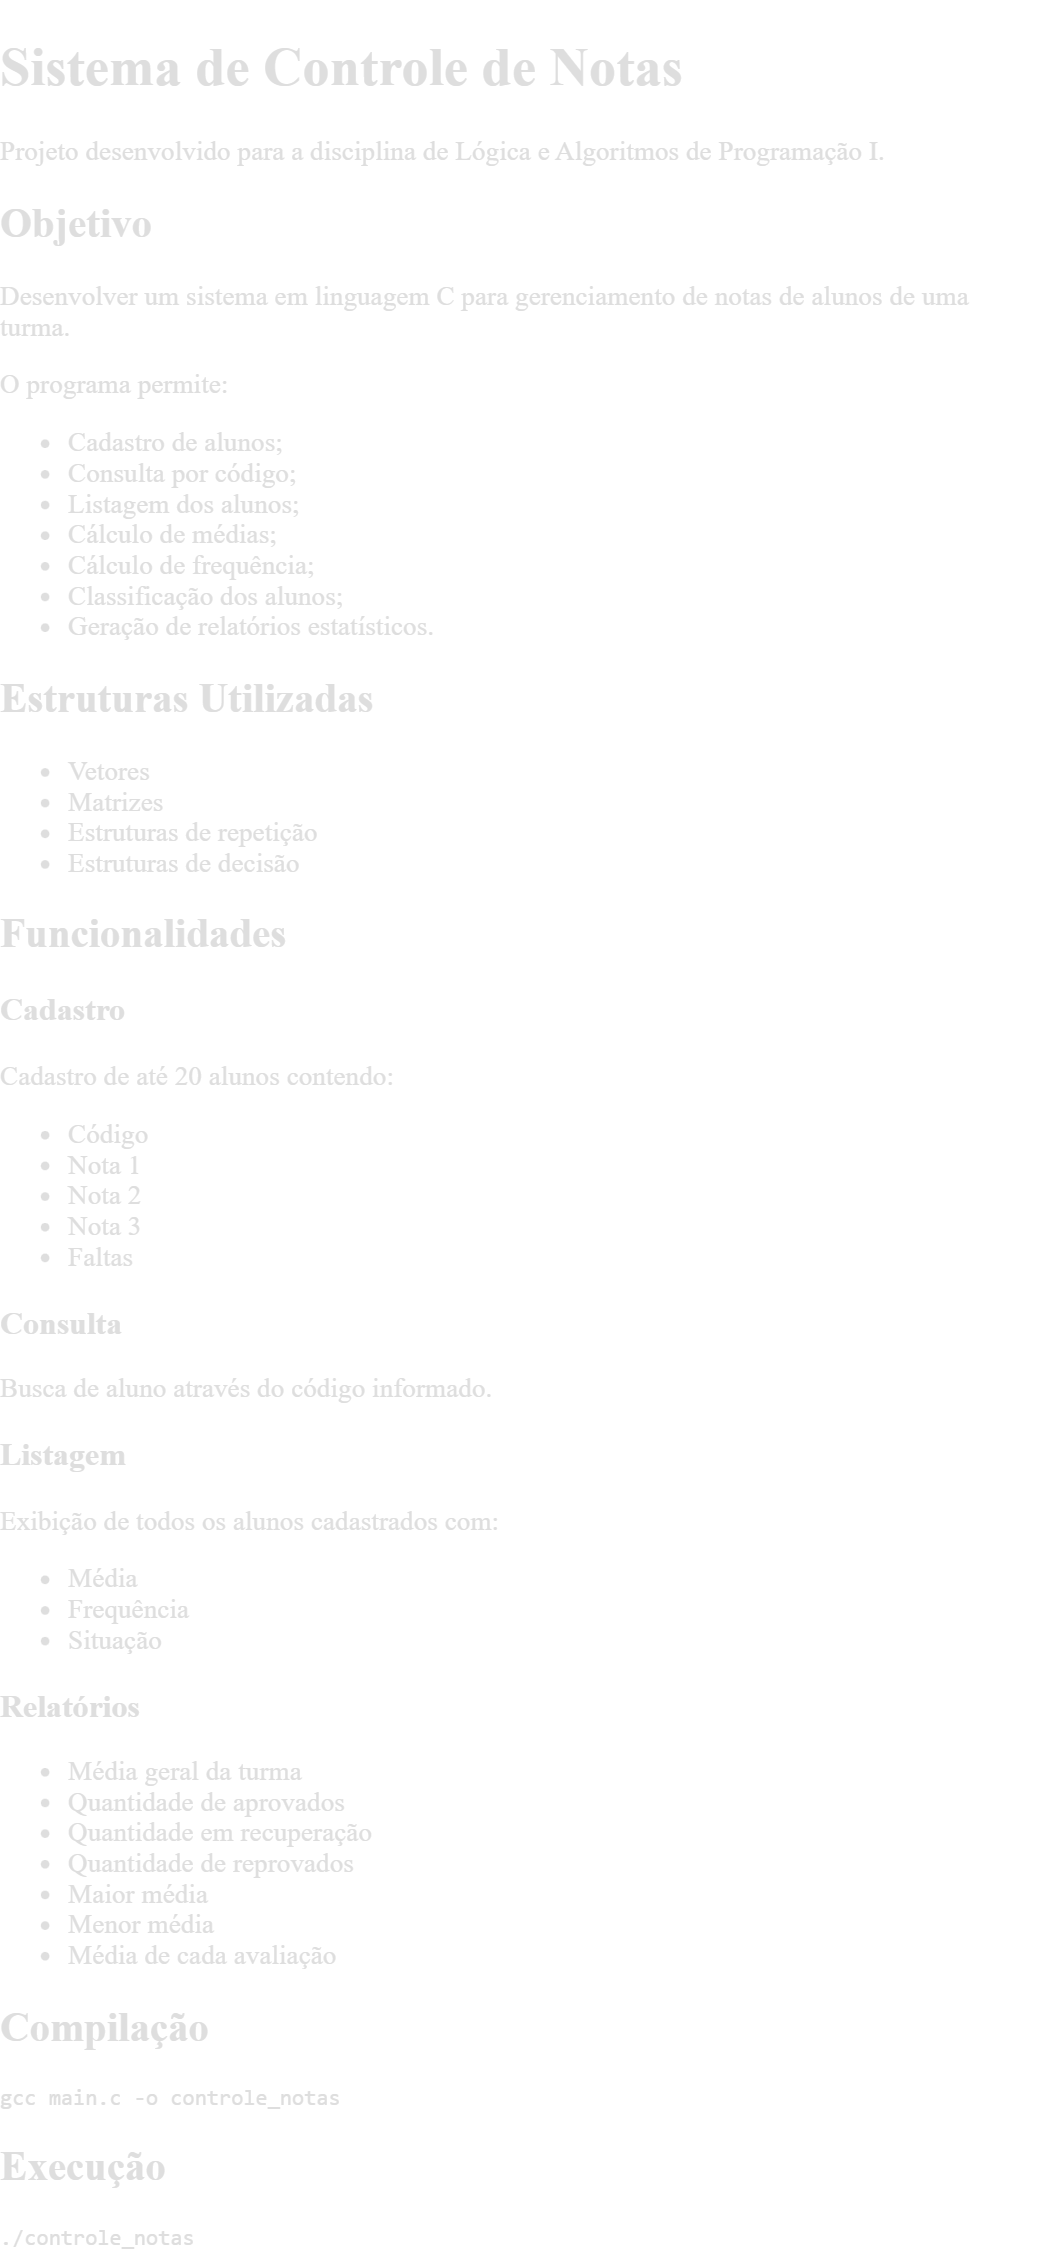 Sistema de Controle de Notas
Projeto desenvolvido para a disciplina de Lógica e Algoritmos de Programação I.
Objetivo
Desenvolver um sistema em linguagem C para gerenciamento de notas de alunos de uma
turma.
O programa permite:
• Cadastro de alunos;
• Consulta por código;
• Listagem dos alunos;
• Cálculo de médias;
• Cálculo de frequência;
• Classificação dos alunos;
• Geração de relatórios estatísticos.
Estruturas Utilizadas
• Vetores
• Matrizes
• Estruturas de repetição
• Estruturas de decisão
Funcionalidades
Cadastro
Cadastro de até 20 alunos contendo:
• Código
• Nota 1
• Nota 2
• Nota 3
• Faltas
Consulta
Busca de aluno através do código informado.
Listagem
Exibição de todos os alunos cadastrados com:
• Média
• Frequência
• Situação
Relatórios
• Média geral da turma
• Quantidade de aprovados
• Quantidade em recuperação
• Quantidade de reprovados
• Maior média
• Menor média
• Média de cada avaliação
Compilação
gcc main.c -o controle_notas
Execução
./controle_notas